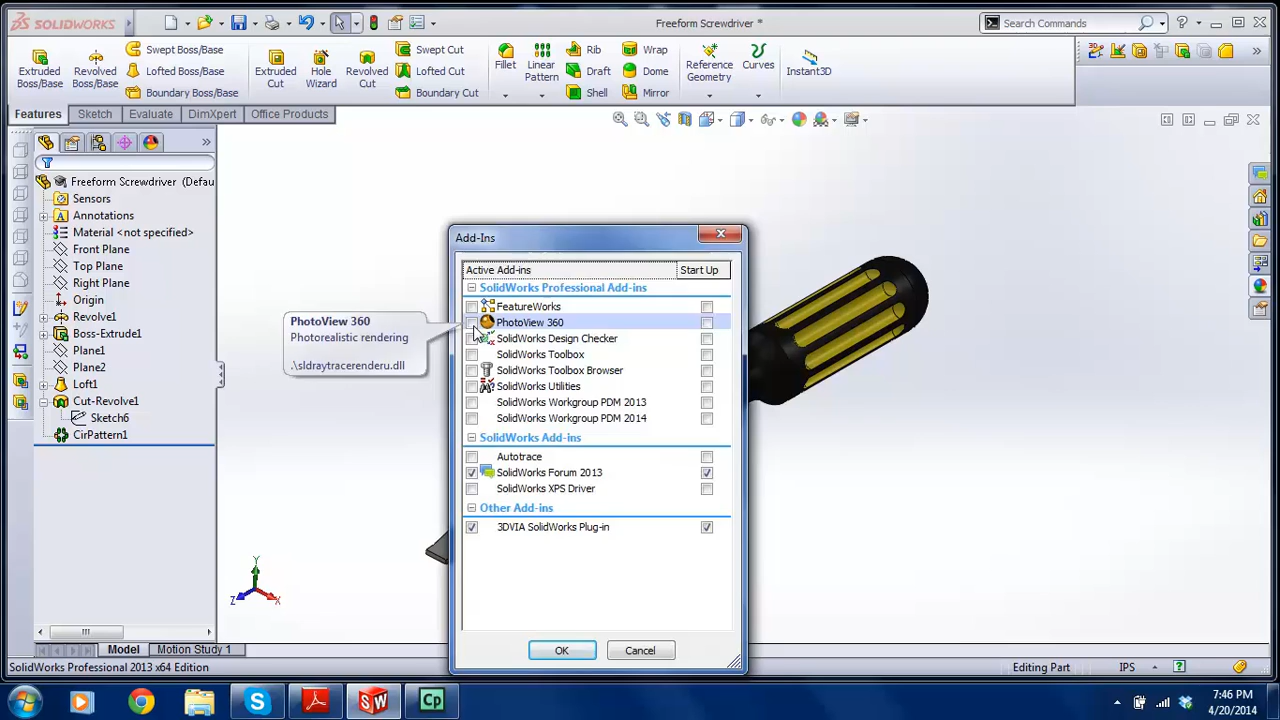 SOLIDWORKS
Freeform Screwdriver *
Search Commands
Extruded Boss/Base
Revolved Boss/Base
Swept Boss/Base
Lofted Boss/Base
Boundary Boss/Base
Extruded Cut
Hole Wizard
Revolved Cut
Swept Cut
Lofted Cut
Boundary Cut
Fillet
Linear Pattern
Rib
Draft
Shell
Wrap
Dome
Mirror
Reference Geometry
Curves
Instant3D
Features
Sketch
Evaluate
DimXpert
Office Products
Freeform Screwdriver (Defau
Sensors
Annotations
Material <not specified>
Front Plane
Top Plane
Right Plane
Origin
Revolve1
Boss-Extrude1
Plane1
Plane2
Loft1
Cut-Revolve1
Sketch6
CirPattern1
PhotoView 360
Photorealistic rendering
.\sldraytracerenderu.dll
Add-Ins
Active Add-ins
Start Up
SolidWorks Professional Add-ins
FeatureWorks
PhotoView 360
SolidWorks Design Checker
SolidWorks Toolbox
SolidWorks Toolbox Browser
SolidWorks Utilities
SolidWorks Workgroup PDM 2013
SolidWorks Workgroup PDM 2014
SolidWorks Add-ins
Autotrace
SolidWorks Forum 2013
SolidWorks XPS Driver
Other Add-ins
3DVIA SolidWorks Plug-in
OK
Cancel
Y
Z
X
Model
Motion Study 1
SolidWorks Professional 2013 x64 Edition
Editing Part
IPS
7:46 PM
4/20/2014